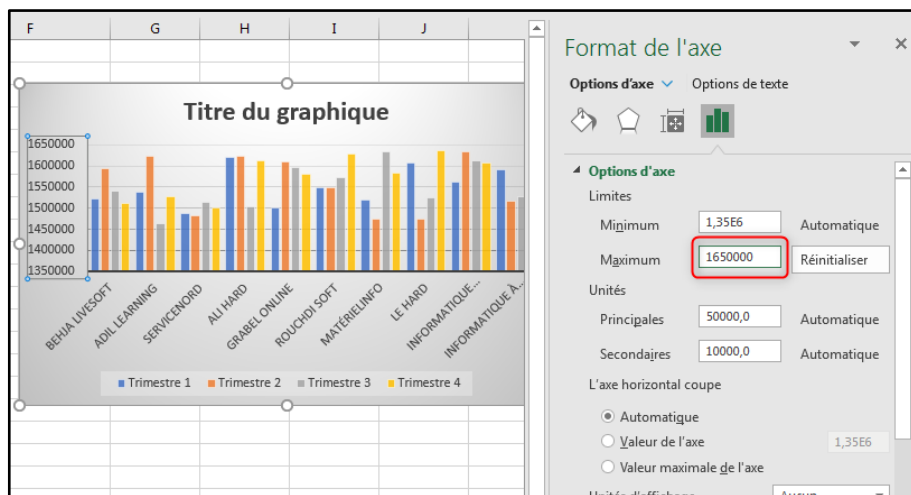 F G H I J
Format de l'axe
Options d'axe Options de texte
Titre du graphique
1650000
1600000
1550000
1500000
1450000
1400000
1350000
BEHJA LIVESOFT
ADIL LEARNING
SERVICENORD
ALI HARD
GRABEL ONLINE
ROUCHDI SOFT
MATÉRIELINFO
LE HARD
INFORMATIQUE...
INFORMATIQUE À...
Trimestre 1 Trimestre 2 Trimestre 3 Trimestre 4
Options d'axe
Limites
Minimum 1,35E6 Automatique
Maximum 1650000 Réinitialiser
Unités
Principales 50000,0 Automatique
Secondaires 10000,0 Automatique
L'axe horizontal coupe
Automatique
Valeur de l'axe 1,35E6
Valeur maximale de l'axe